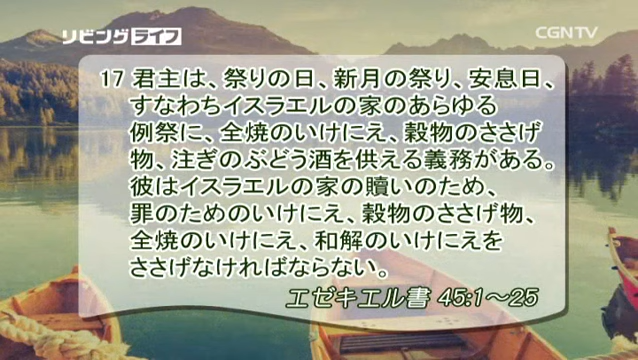 リビングライフ
CGNTV
17 君主は、祭りの日、新月の祭り、安息日、
すなわちイスラエルの家のあらゆる
例祭に、全焼のいけにえ、穀物のささげ
物、注ぎのぶどう酒を供える義務がある。
彼はイスラエルの家の贖いのため、
罪のためのいけにえ、穀物のささげ物、
全焼のいけにえ、和解のいけにえを
ささげなければならない。
エゼキエル書 45:1～25